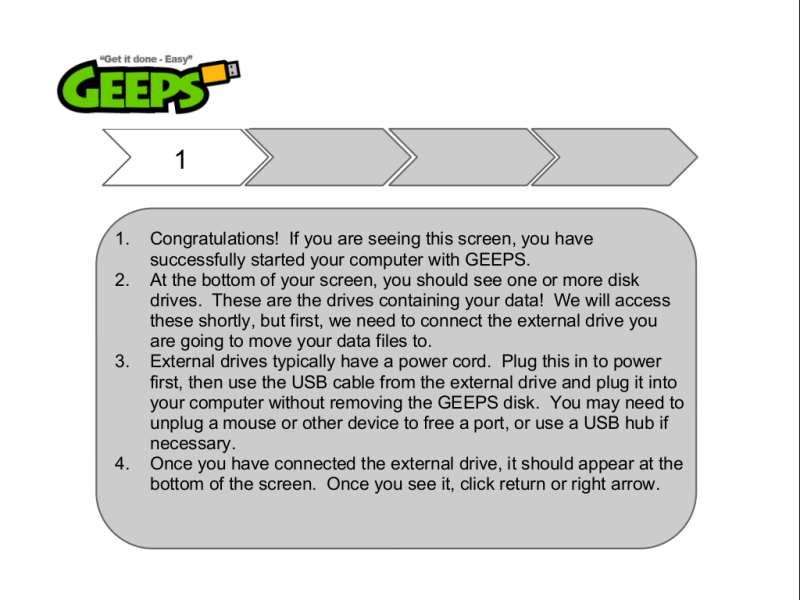 "Get it done - Easy"
GEEPS
1
1. Congratulations!  If you are seeing this screen, you have
successfully started your computer with GEEPS.
2. At the bottom of your screen, you should see one or more disk
drives.  These are the drives containing your data!  We will access
these shortly, but first, we need to connect the external drive you
are going to move your data files to.
3. External drives typically have a power cord.  Plug this in to power
first, then use the USB cable from the external drive and plug it into
your computer without removing the GEEPS disk.  You may need to
unplug a mouse or other device to free a port, or use a USB hub if
necessary.
4. Once you have connected the external drive, it should appear at the
bottom of the screen.  Once you see it, click return or right arrow.